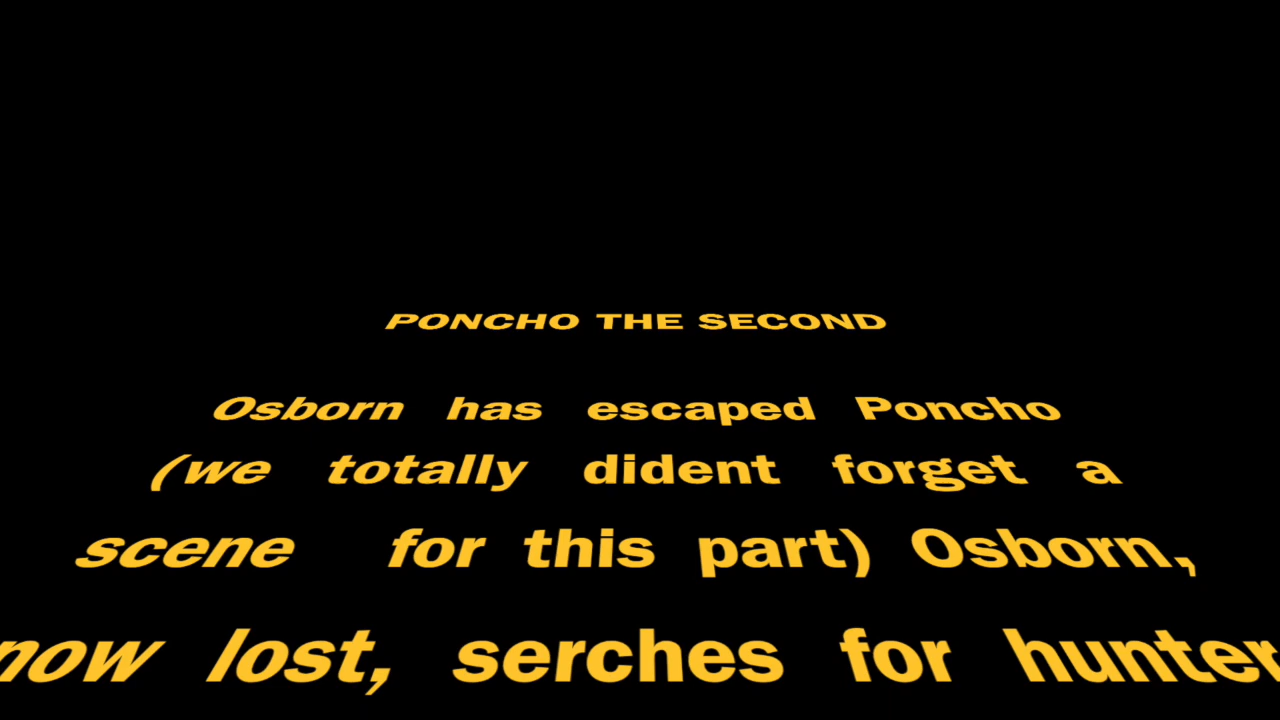 PONCHO THE SECOND
Osborn has escaped Poncho
(we totally dident forget a
scene for this part) Osborn,
now lost, serches for hunter